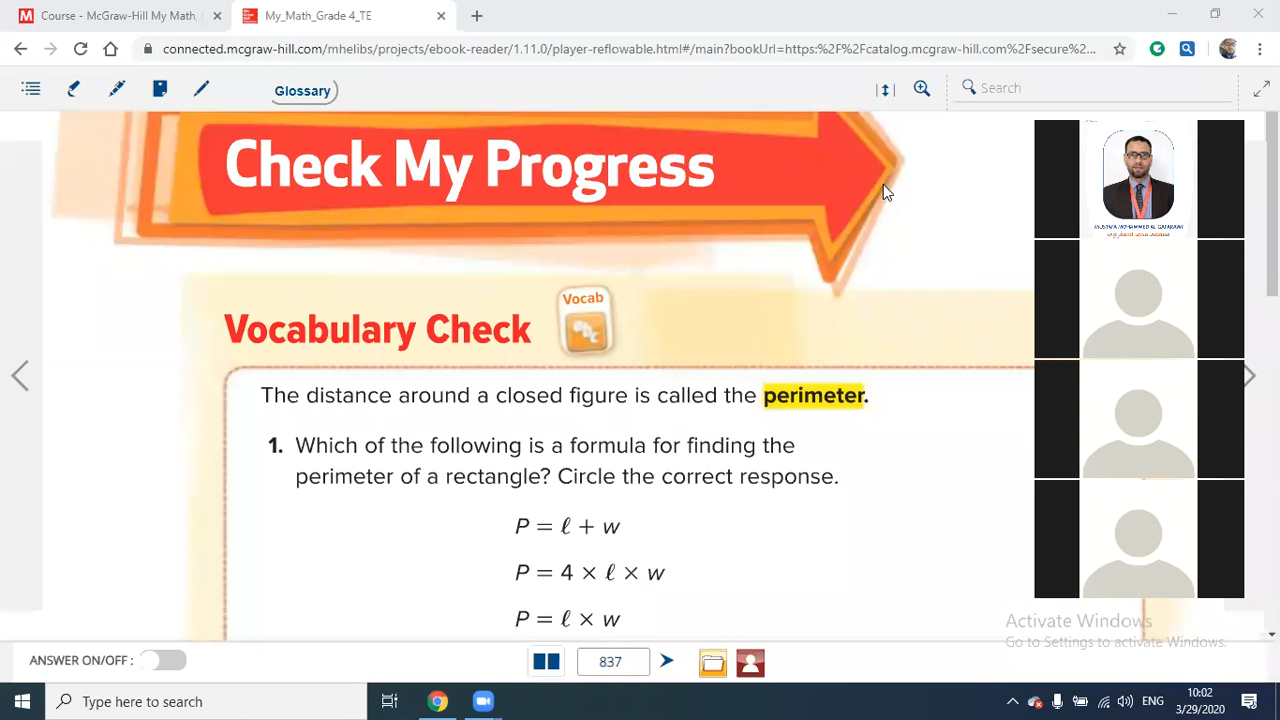 Course - McGraw-Hill My Math,
My_Math_Grade 4_TE
connected.mcgraw-hill.com/mhelibs/projects/ebook-reader/1.11.0/player-reflowable.html#/main?bookUrl=https:%2F%2Fcatalog.mcgraw-hill.com%2Fsecure%2...
Glossary
Search
Check My Progress
Vocabulary Check
Vocab
The distance around a closed figure is called the perimeter.
1. Which of the following is a formula for finding the
perimeter of a rectangle? Circle the correct response.
P = ℓ + w
P = 4 × ℓ × w
P = ℓ × w
Activate Windows
Go to Settings to activate Windows.
ANSWER ON/OFF :
837
Type here to search
ENG
10:02
3/29/2020